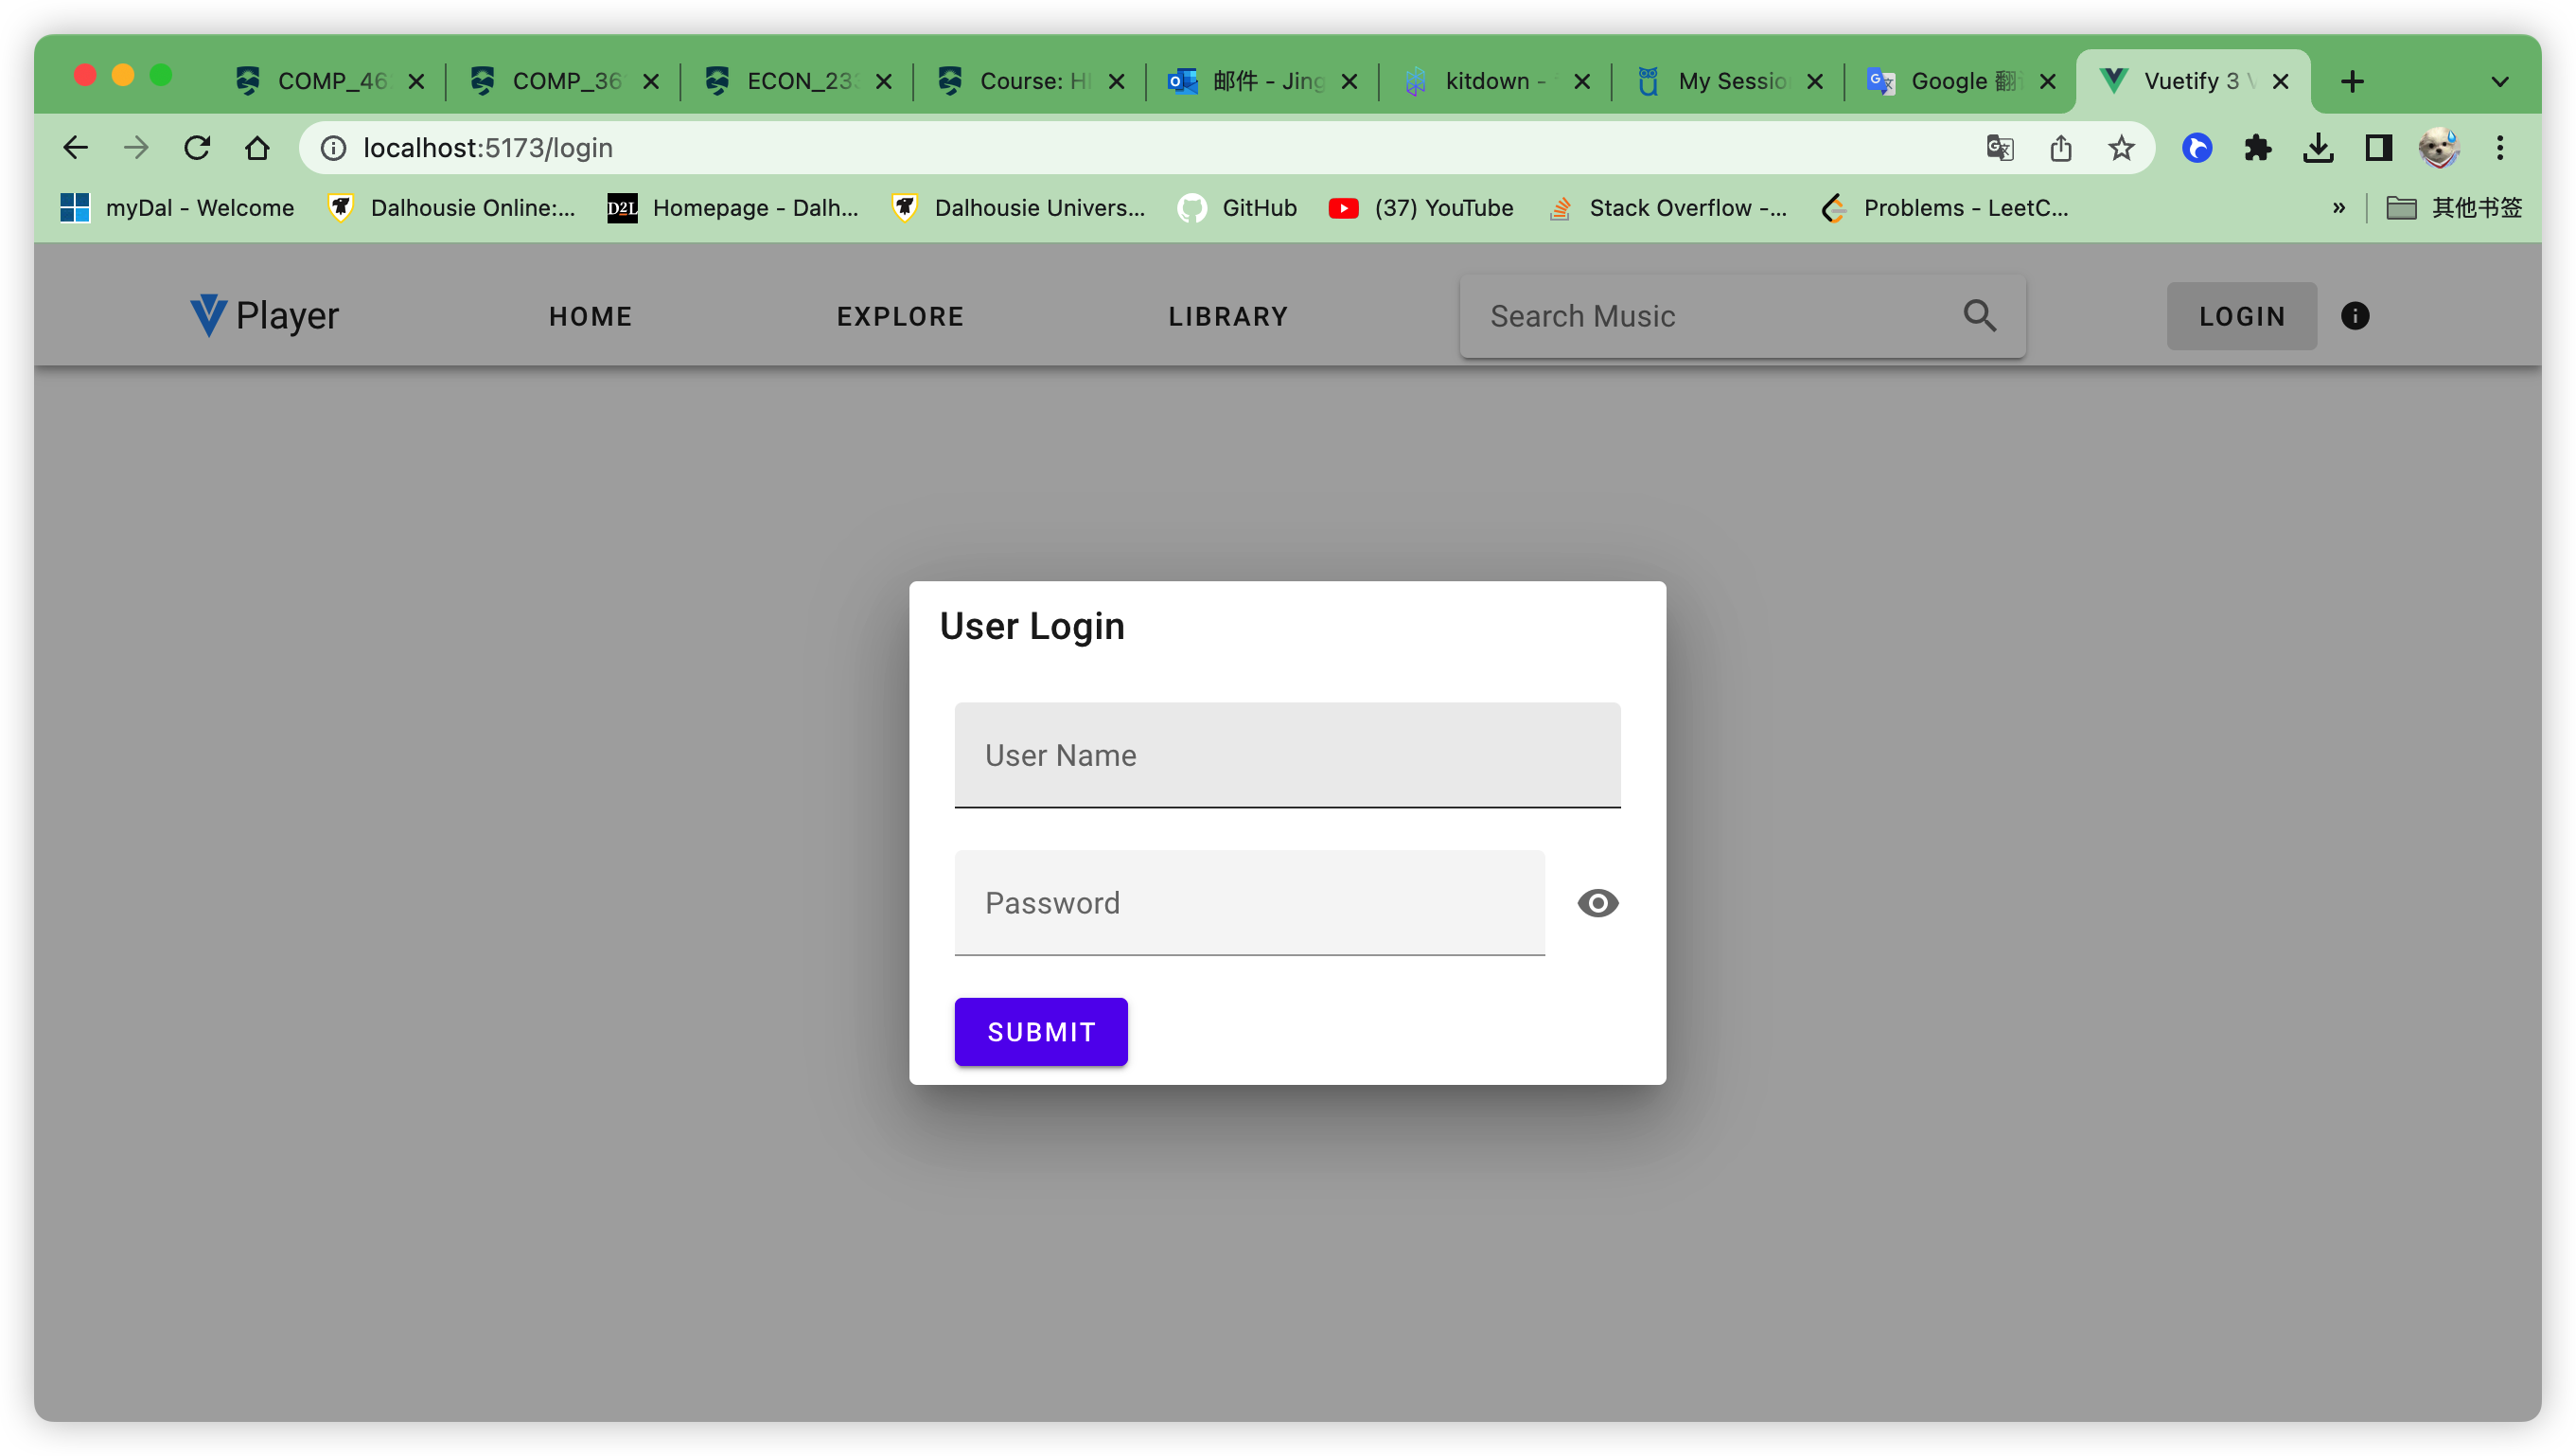 COMP_46
COMP_36
ECON_233
Course: HI
邮件 - Jing
kitdown -
My Sessio
Google 翻
Vuetify 3
localhost:5173/login
myDal - Welcome
Dalhousie Online:...
D2L
Homepage - Dalh...
Dalhousie Univers...
GitHub
(37) YouTube
Stack Overflow -...
Problems - LeetC...
»
其他书签
Player
HOME
EXPLORE
LIBRARY
Search Music
LOGIN
User Login
User Name
Password
SUBMIT